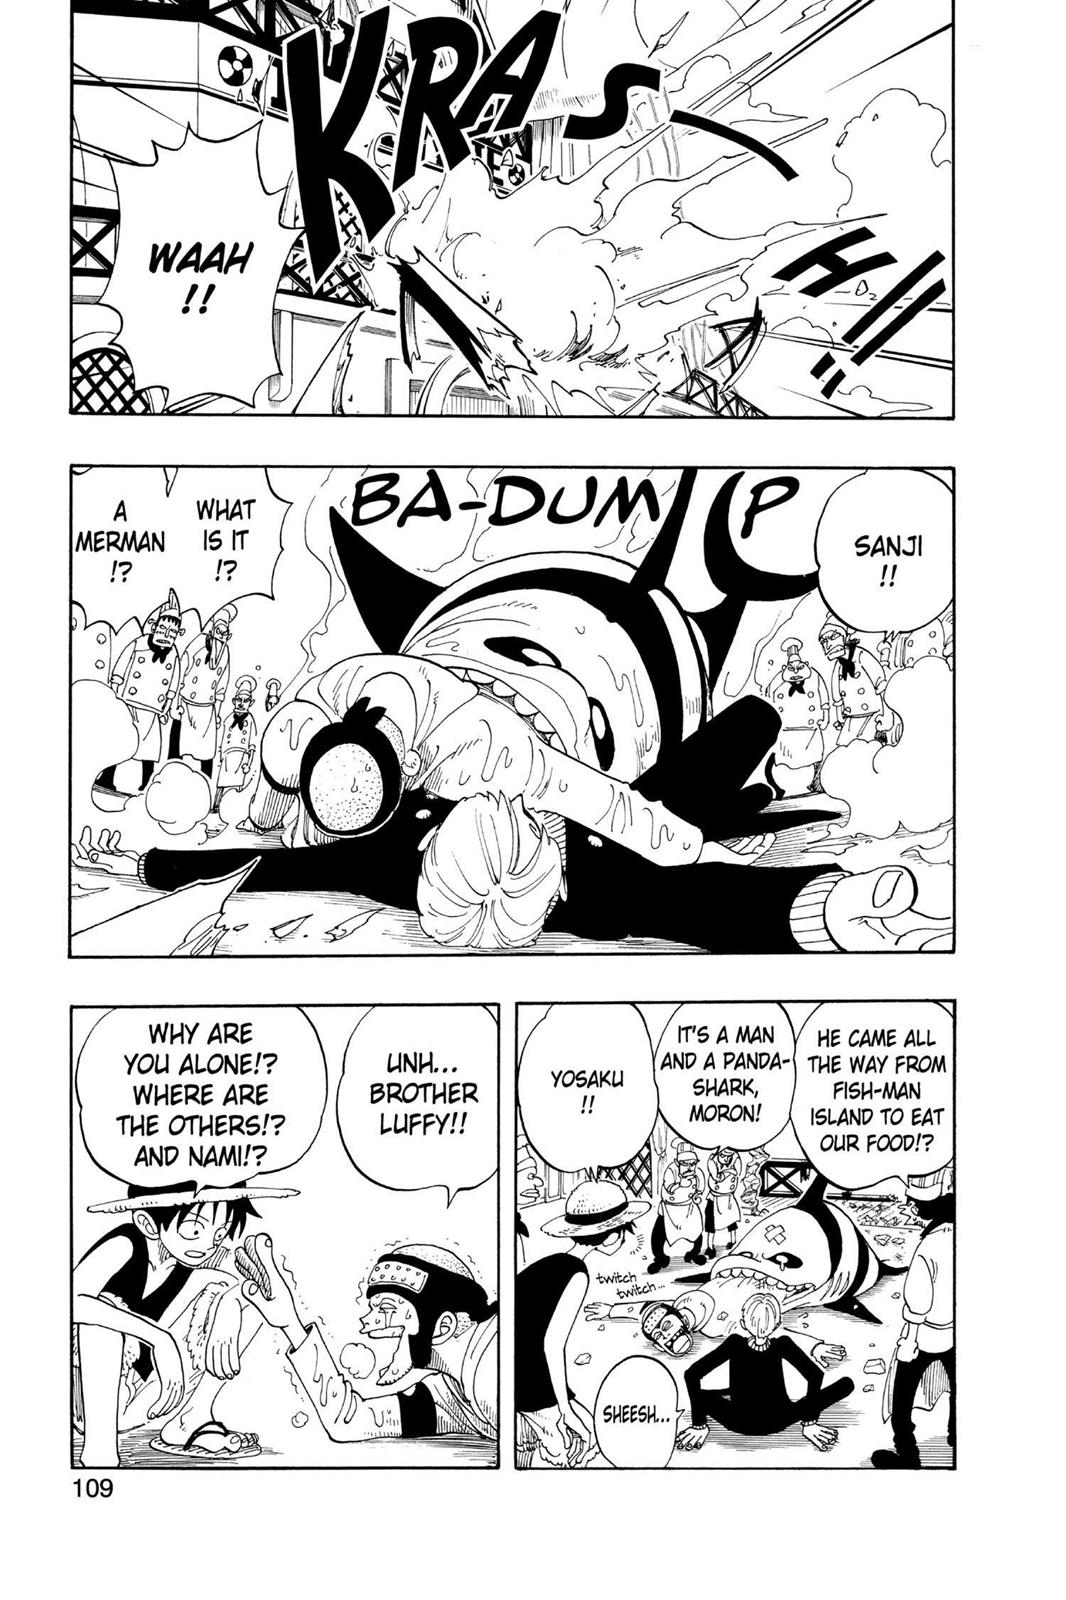 KRASH!!
WAAH
!!
BA-DUMP
SANJI
!!
WHAT
IS IT
!?
A
MERMAN
!?
HE CAME ALL
THE WAY FROM
FISH-MAN
ISLAND TO EAT
OUR FOOD!?
IT'S A MAN
AND A PANDA-
SHARK,
MORON!
YOSAKU
!!
twitch
twitch...
SHEESH...
UNH...
BROTHER
LUFFY!!
WHY ARE
YOU ALONE!?
WHERE ARE
THE OTHERS!?
AND NAMI!?
109